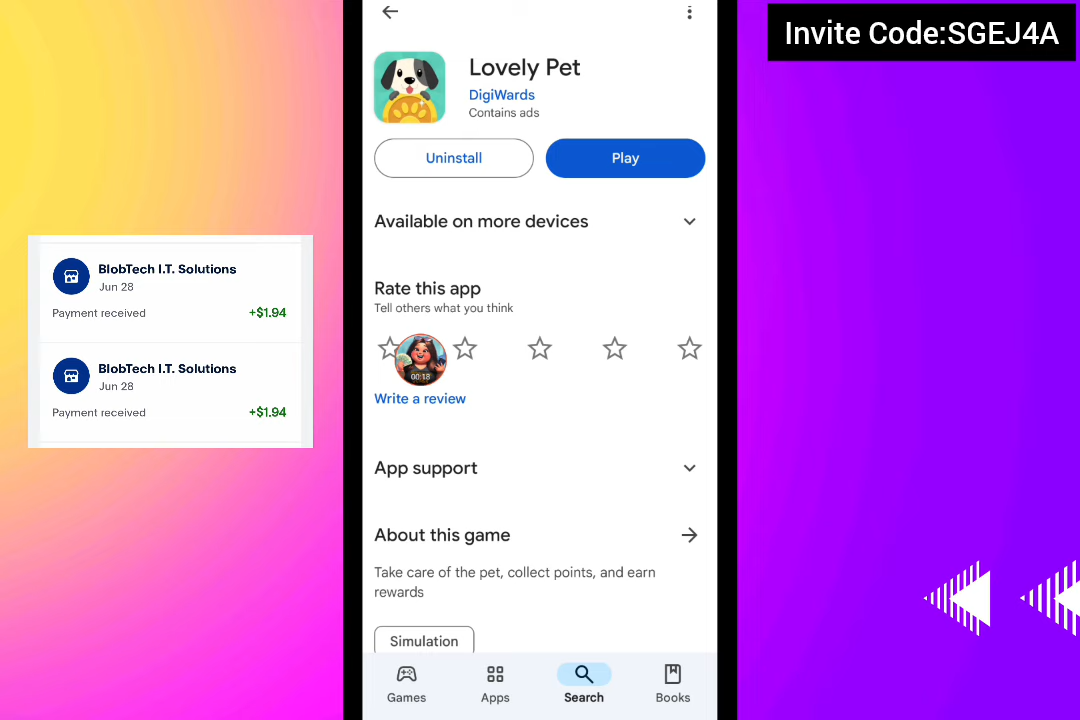 Invite Code:SGEJ4A
Lovely Pet
DigiWards
Contains ads
Uninstall
Play
Available on more devices
Rate this app
Tell others what you think
00:18
Write a review
App support
About this game
Take care of the pet, collect points, and earn
rewards
Simulation
Games
Apps
Search
Books
BlobTech I.T. Solutions
Jun 28
Payment received
+$1.94
BlobTech I.T. Solutions
Jun 28
Payment received
+$1.94